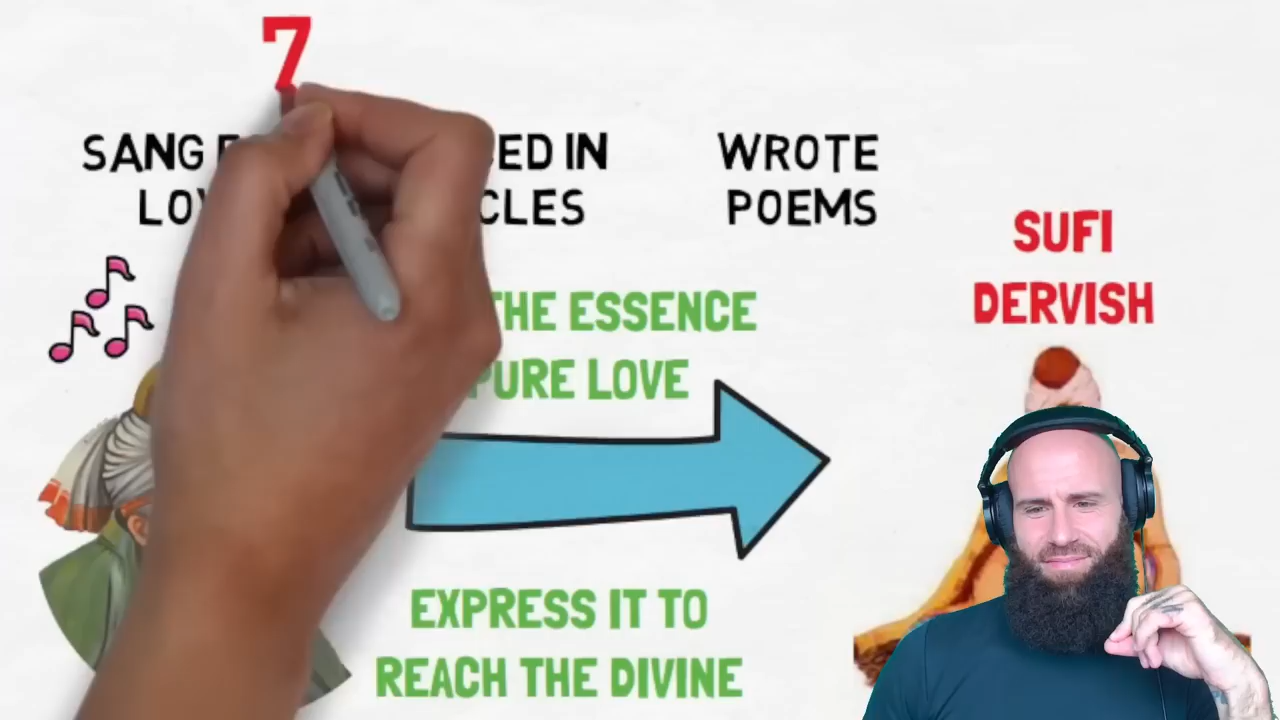 7
SANG
ED IN
WROTE
CLES
POEMS
SUFI
DERVISH
THE ESSENCE
PURE LOVE
EXPRESS IT TO
REACH THE DIVINE